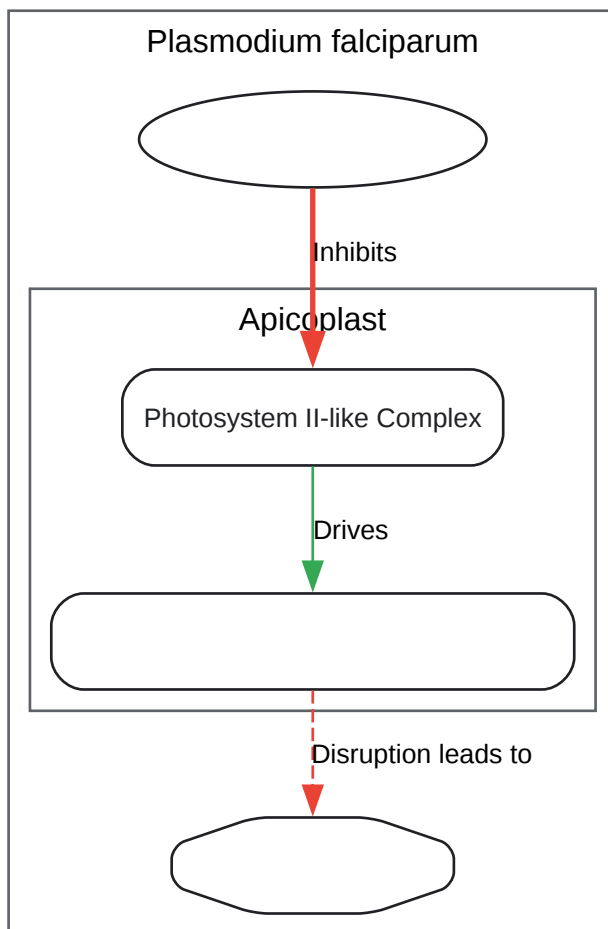 Plasmodium falciparum
Inhibits
Apicoplast
Photosystem II-like Complex
Drives
Disruption leads to